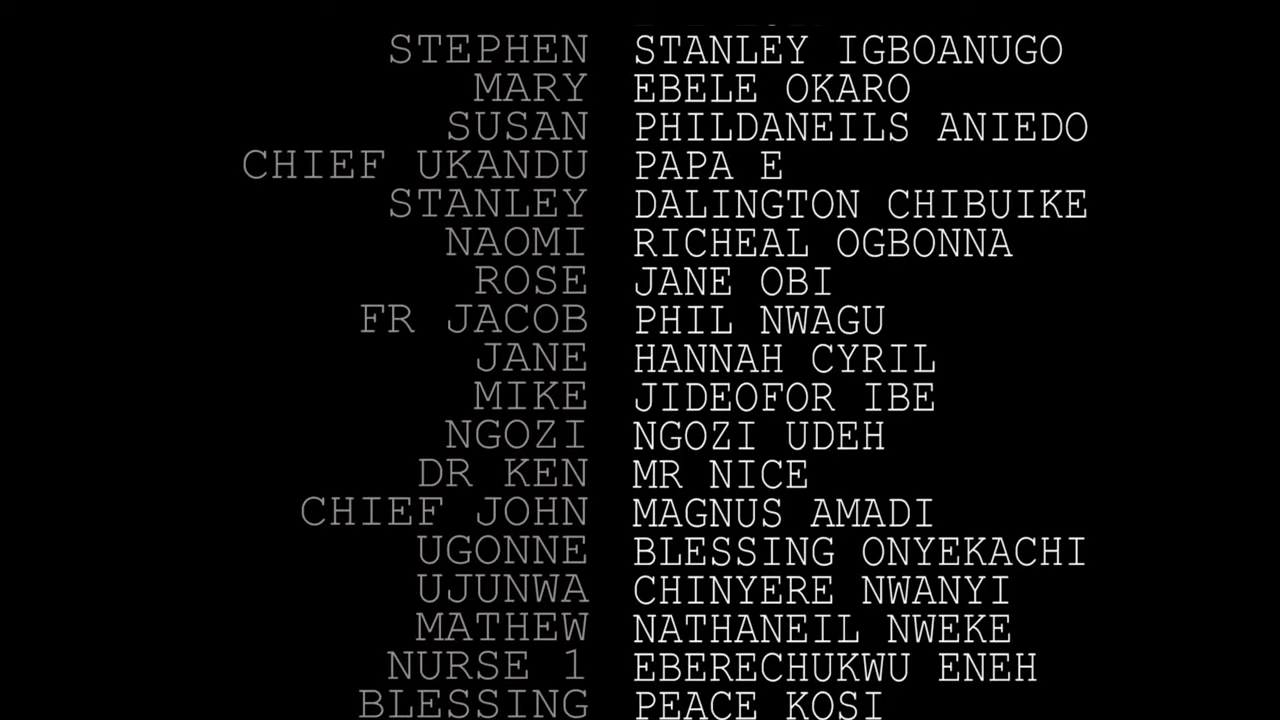 STEPHEN STANLEY IGBOANUGO
MARY EBELE OKARO
SUSAN PHILDANEILS ANIEDO
CHIEF UKANDU PAPA E
STANLEY DALINGTON CHIBUIKE
NAOMI RICHEAL OGBONNA
ROSE JANE OBI
FR JACOB PHIL NWAGU
JANE HANNAH CYRIL
MIKE JIDEOFOR IBE
NGOZI NGOZI UDEH
DR KEN MR NICE
CHIEF JOHN MAGNUS AMADI
UGONNE BLESSING ONYEKACHI
UJUNWA CHINYERE NWANYI
MATHEW NATHANEIL NWEKE
NURSE 1 EBERECHUKWU ENEH
BLESSING PEACE KOSI